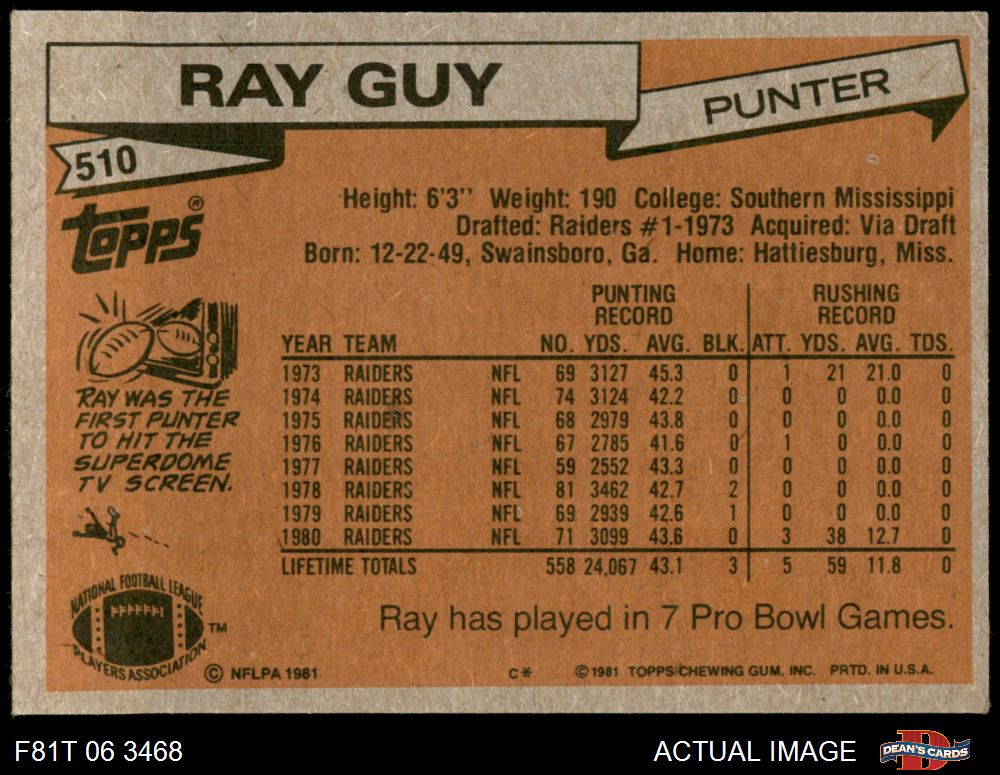 RAY GUY
PUNTER
510
Topps®
Height: 6'3'' Weight: 190 College: Southern Mississippi
Drafted: Raiders #1-1973 Acquired: Via Draft
Born: 12-22-49, Swainsboro, Ga. Home: Hattiesburg, Miss.
PUNTING RECORD RUSHING RECORD
YEAR TEAM NO. YDS. AVG. BLK. ATT. YDS. AVG. TDS.
1973 RAIDERS NFL 69 3127 45.3 0 1 21 21.0 0
1974 RAIDERS NFL 74 3124 42.2 0 0 0 0.0 0
1975 RAIDERS NFL 68 2979 43.8 0 0 0 0.0 0
1976 RAIDERS NFL 67 2785 41.6 0 1 0 0.0 0
1977 RAIDERS NFL 59 2552 43.3 0 0 0 0.0 0
1978 RAIDERS NFL 81 3462 42.7 2 0 0 0.0 0
1979 RAIDERS NFL 69 2939 42.6 1 0 0 0.0 0
1980 RAIDERS NFL 71 3099 43.6 0 3 38 12.7 0
LIFETIME TOTALS 558 24,067 43.1 3 5 59 11.8 0
RAY WAS THE
FIRST PUNTER
TO HIT THE
SUPERDOME
TV SCREEN.
Ray has played in 7 Pro Bowl Games.
NATIONAL FOOTBALL LEAGUE
PLAYERS ASSOCIATION
TM
© NFLPA 1981
C*
©1981 TOPPS CHEWING GUM, INC. PRTD. IN U.S.A.
F81T 06 3468
ACTUAL IMAGE
D
DEAN'S CARDS